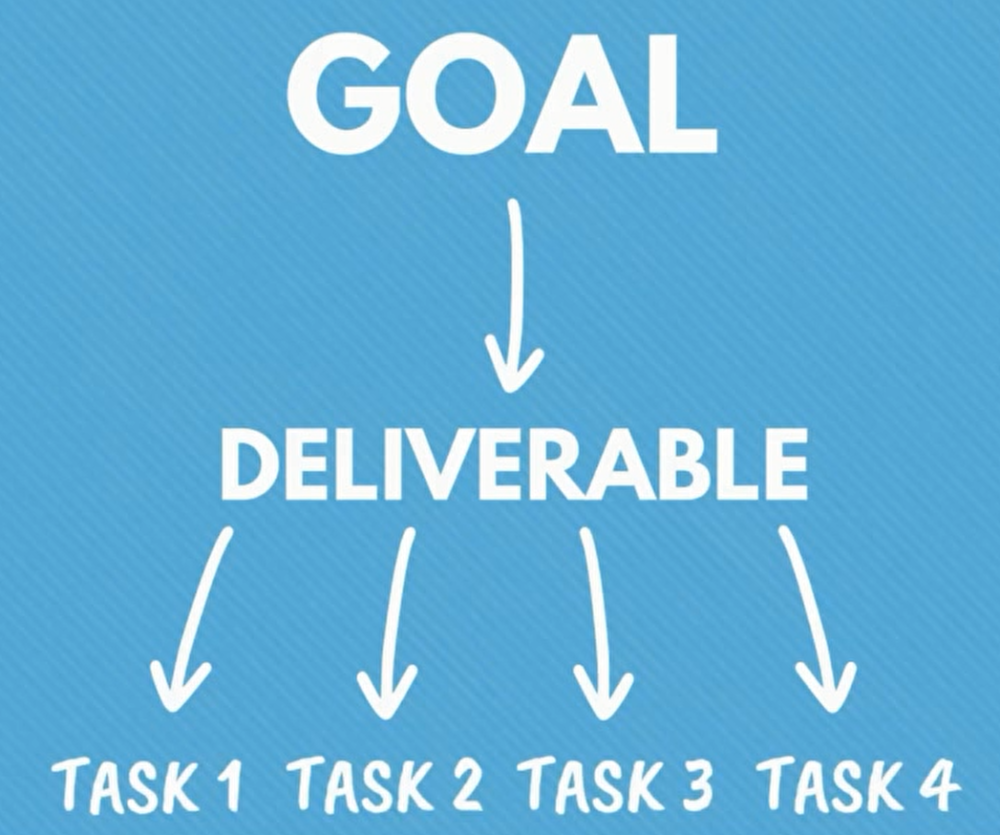 GOAL
DELIVERABLE
TASK 1 TASK 2 TASK 3 TASK 4